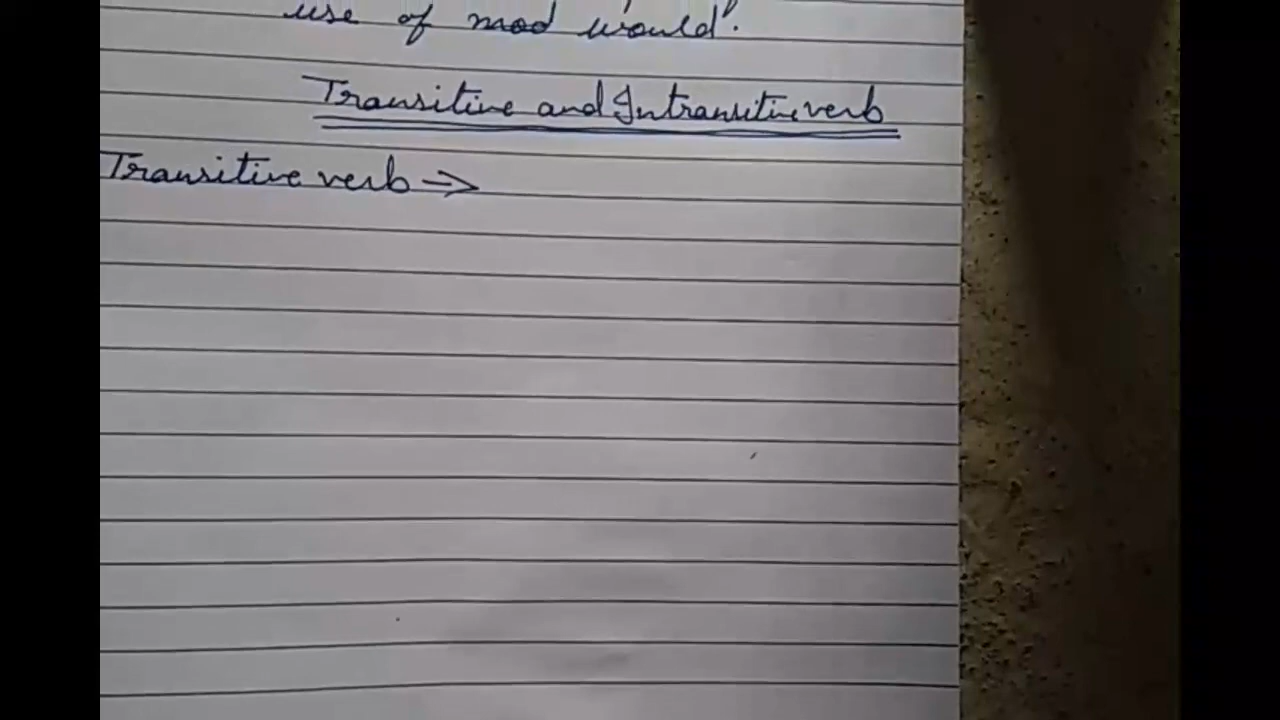 use of mod would.
Transitive and Intransitive verb
Transitive verb ⇒